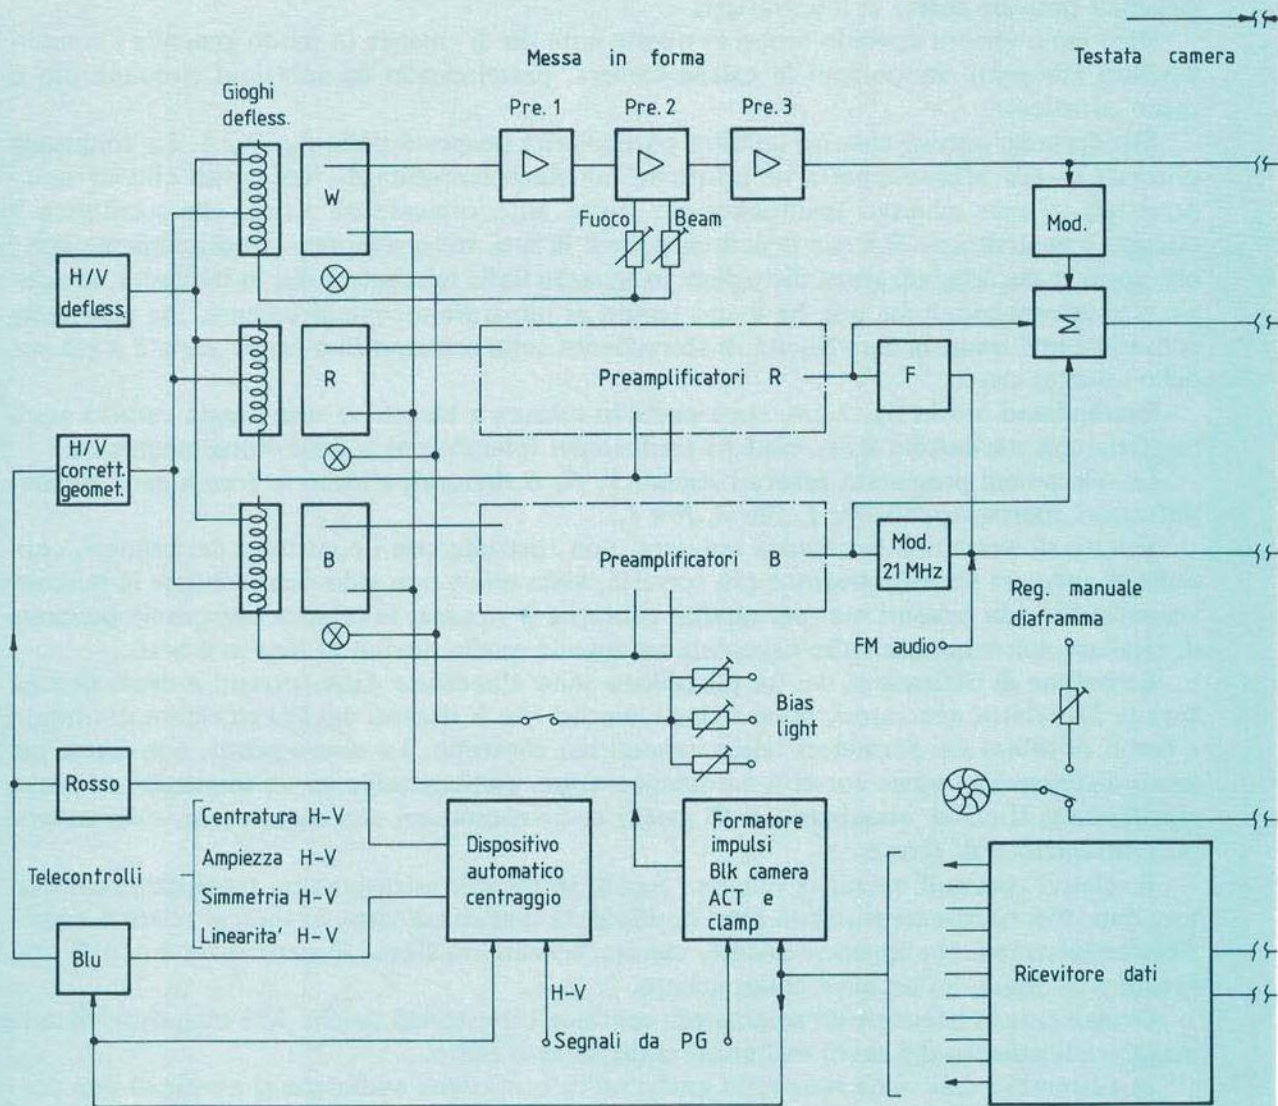 Testata camera
Messa in forma
Gioghi
defless.
Pre. 1
Pre. 2
Pre. 3
W
Fuoco
Beam
Mod.
H/V
defless.
Σ
R
Preamplificatori R
F
H/V
corrett.
geomet.
B
Preamplificatori B
Mod.
21 MHz
Reg. manuale
diaframma
FM audio
Bias
light
Rosso
Telecontrolli
Centratura H-V
Ampiezza H-V
Simmetria H-V
Linearita' H-V
Dispositivo
automatico
centraggio
Formatore
impulsi
Blk camera
ACT e
clamp
Blu
Ricevitore dati
H-V
Segnali da PG